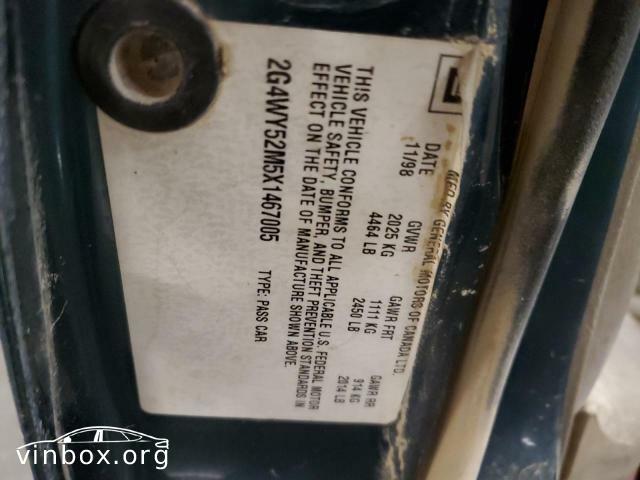 MFD BY GENERAL MOTORS OF CANADA LTD.
DATE GVWR GAWR FRT GAWR RR
11/98 2025 KG 1111 KG 914 KG
4464 LB 2450 LB 2014 LB
THIS VEHICLE CONFORMS TO ALL APPLICABLE U.S. FEDERAL MOTOR
VEHICLE SAFETY, BUMPER, AND THEFT PREVENTION STANDARDS IN
EFFECT ON THE DATE OF MANUFACTURE SHOWN ABOVE.
2G4WY52M5X1467005 TYPE: PASS CAR
vinbox.org